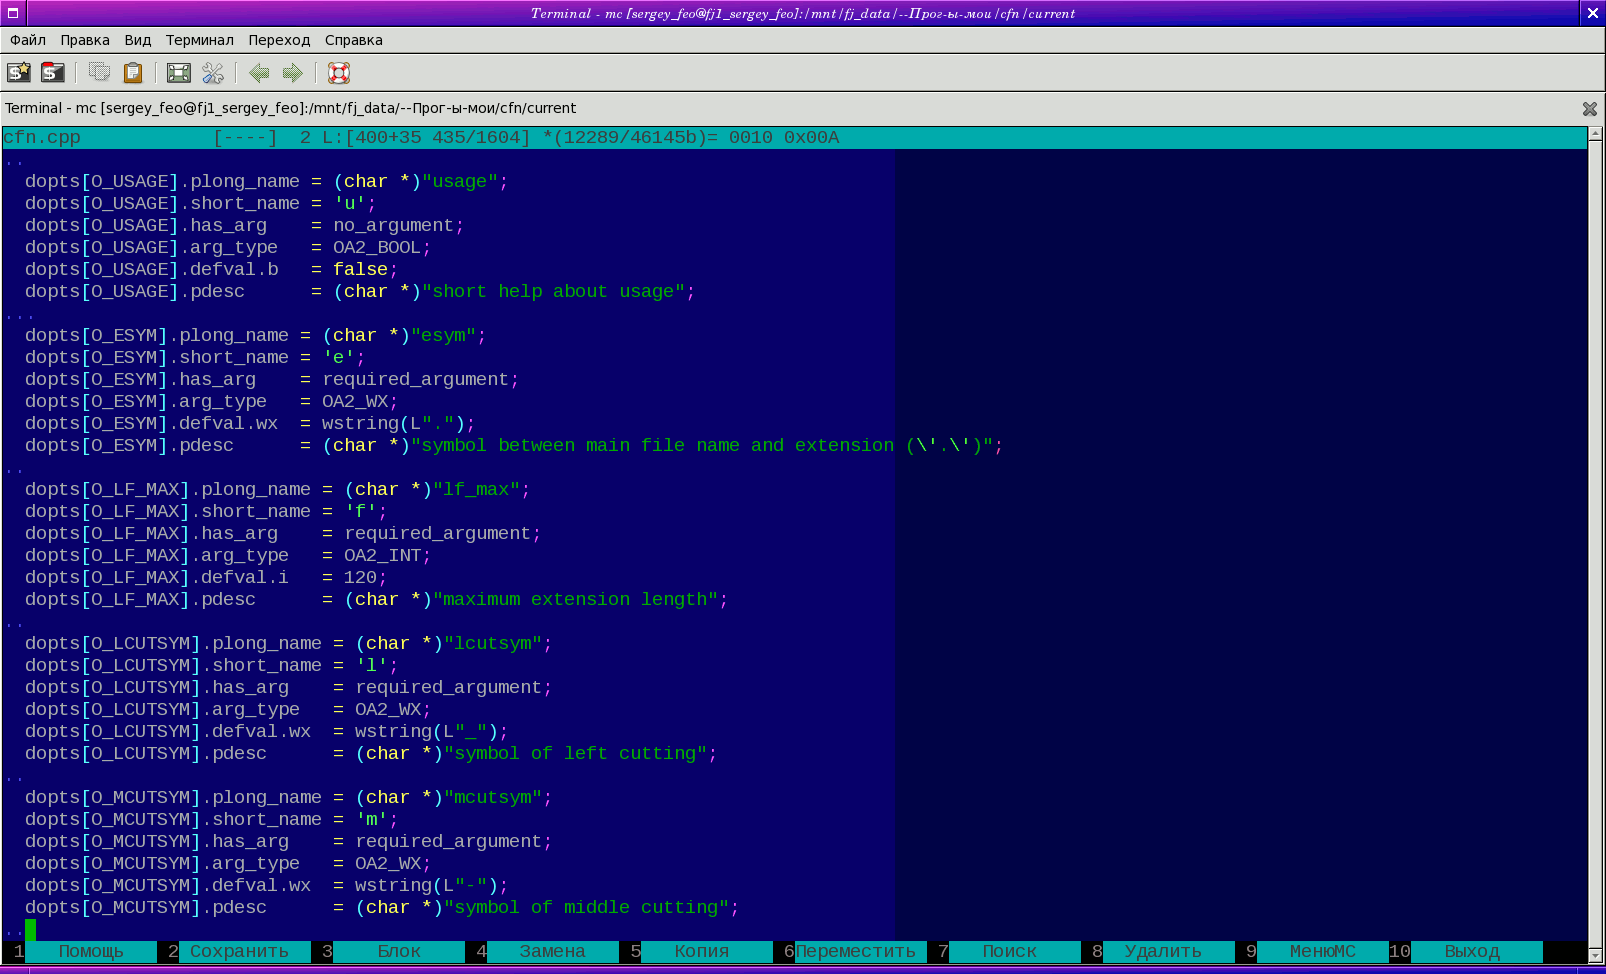 Terminal - mc [sergey_feo@fj1_sergey_feo]:/mnt/fj_data/--Прог-ы-мои/cfn/current
Файл Правка Вид Терминал Переход Справка
Terminal - mc [sergey_feo@fj1_sergey_feo]:/mnt/fj_data/--Прог-ы-мои/cfn/current
cfn.cpp            [----]  2 L:[400+35 435/1604] *(12289/46145b)= 0010 0x00A
..
  dopts[O_USAGE].plong_name = (char *)"usage";
  dopts[O_USAGE].short_name = 'u';
  dopts[O_USAGE].has_arg    = no_argument;
  dopts[O_USAGE].arg_type   = OA2_BOOL;
  dopts[O_USAGE].defval.b   = false;
  dopts[O_USAGE].pdesc      = (char *)"short help about usage";
...
  dopts[O_ESYM].plong_name = (char *)"esym";
  dopts[O_ESYM].short_name = 'e';
  dopts[O_ESYM].has_arg    = required_argument;
  dopts[O_ESYM].arg_type   = OA2_WX;
  dopts[O_ESYM].defval.wx  = wstring(L".");
  dopts[O_ESYM].pdesc      = (char *)"symbol between main file name and extension (\'.\')";
..
  dopts[O_LF_MAX].plong_name = (char *)"lf_max";
  dopts[O_LF_MAX].short_name = 'f';
  dopts[O_LF_MAX].has_arg    = required_argument;
  dopts[O_LF_MAX].arg_type   = OA2_INT;
  dopts[O_LF_MAX].defval.i   = 120;
  dopts[O_LF_MAX].pdesc      = (char *)"maximum extension length";
..
  dopts[O_LCUTSYM].plong_name = (char *)"lcutsym";
  dopts[O_LCUTSYM].short_name = 'l';
  dopts[O_LCUTSYM].has_arg    = required_argument;
  dopts[O_LCUTSYM].arg_type   = OA2_WX;
  dopts[O_LCUTSYM].defval.wx  = wstring(L"_");
  dopts[O_LCUTSYM].pdesc      = (char *)"symbol of left cutting";
..
  dopts[O_MCUTSYM].plong_name = (char *)"mcutsym";
  dopts[O_MCUTSYM].short_name = 'm';
  dopts[O_MCUTSYM].has_arg    = required_argument;
  dopts[O_MCUTSYM].arg_type   = OA2_WX;
  dopts[O_MCUTSYM].defval.wx  = wstring(L"-");
  dopts[O_MCUTSYM].pdesc      = (char *)"symbol of middle cutting";
..
1 Помощь 2 Сохранить 3 Блок 4 Замена 5 Копия 6 Переместить 7 Поиск 8 Удалить 9 МенюМС 10 Выход